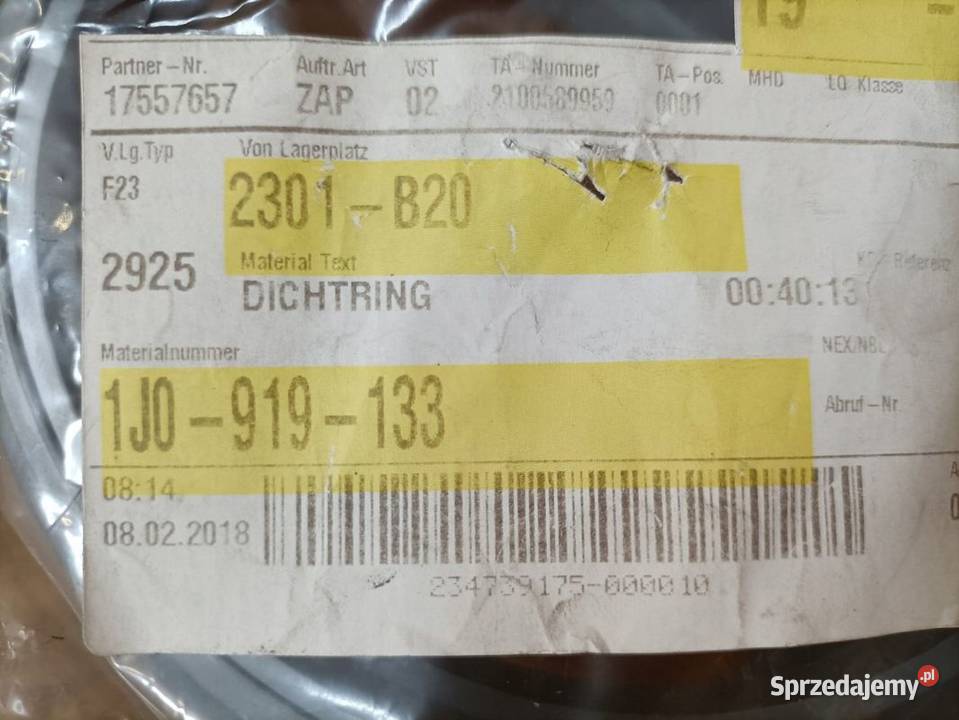 19
Partner-Nr. Auftr.Art VST TA-Nummer TA-Pos. MHD LQ Klasse
17557657 ZAP 02 2100589959 0001
V.Lg.Typ Von Lagerplatz
F23 2301-B20
Material Text
2925 DICHTRING 00:40:13
Materialnummer
1J0-919-133 Abruf-Nr
08:14
08.02.2018
234739175-000010
Sprzedajemy.pl